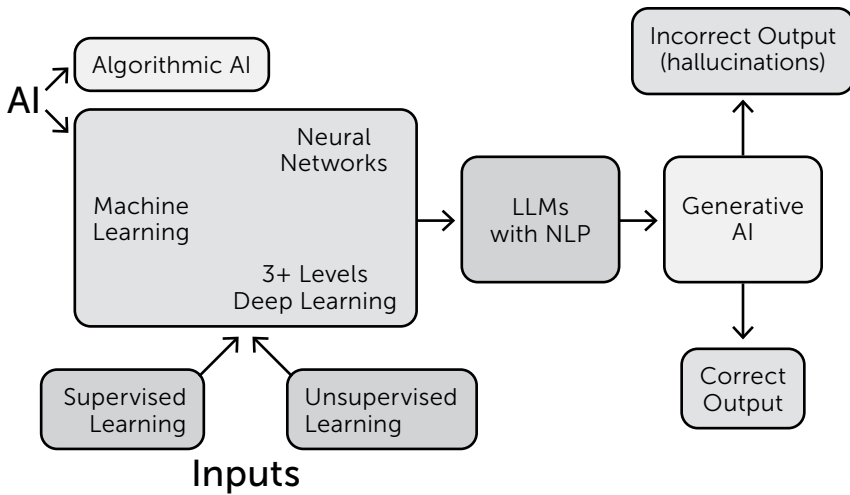 AI
Algorithmic AI
Machine
Learning
Neural
Networks
3+ Levels
Deep Learning
Supervised
Learning
Unsupervised
Learning
Inputs
LLMs
with NLP
Generative
AI
Incorrect Output
(hallucinations)
Correct
Output